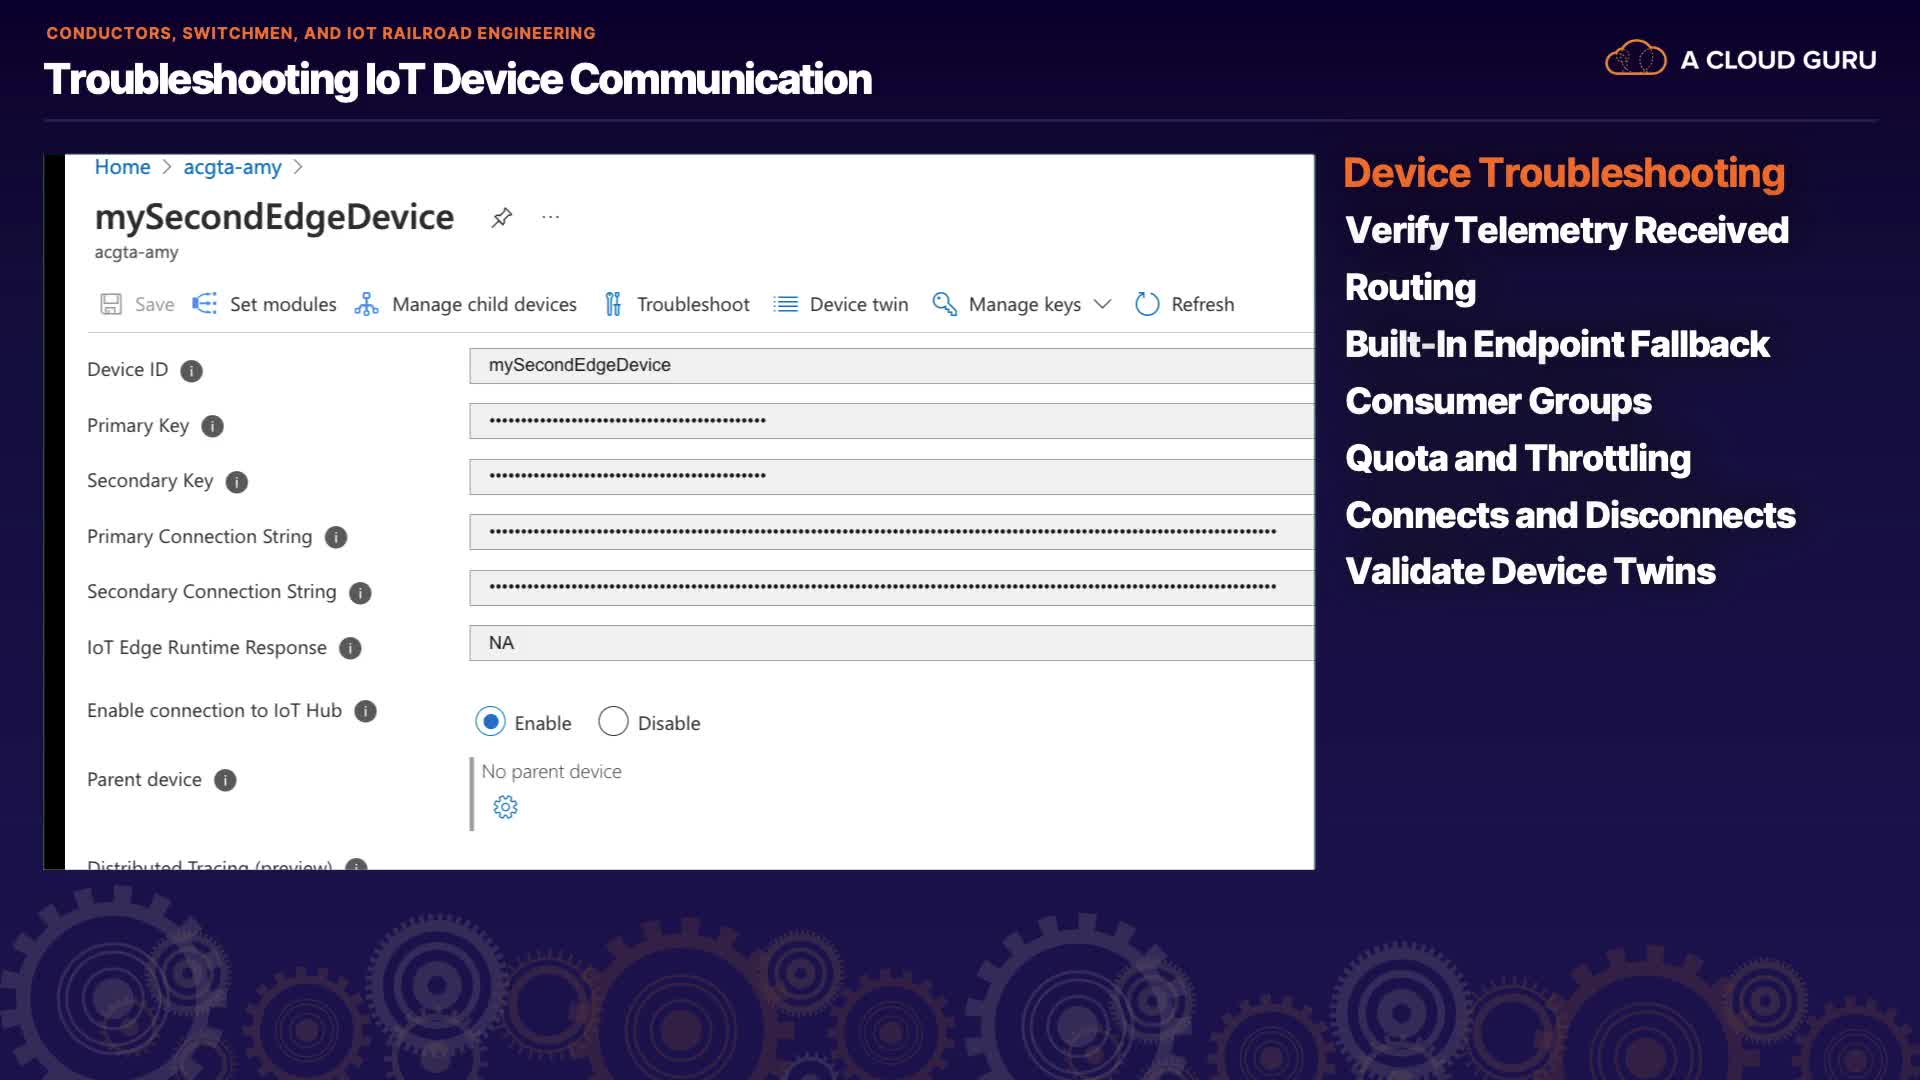 CONDUCTORS, SWITCHMEN, AND IOT RAILROAD ENGINEERING
Troubleshooting IoT Device Communication
A CLOUD GURU
Home > acgta-amy >
mySecondEdgeDevice ...
acgta-amy
Save Set modules Manage child devices Troubleshoot Device twin Manage keys Refresh
Device ID i mySecondEdgeDevice
Primary Key i
Secondary Key i
Primary Connection String i
Secondary Connection String i
IoT Edge Runtime Response i NA
Enable connection to IoT Hub i Enable Disable
Parent device i No parent device
Distributed Tracing (preview) i
Device Troubleshooting
Verify Telemetry Received
Routing
Built-In Endpoint Fallback
Consumer Groups
Quota and Throttling
Connects and Disconnects
Validate Device Twins